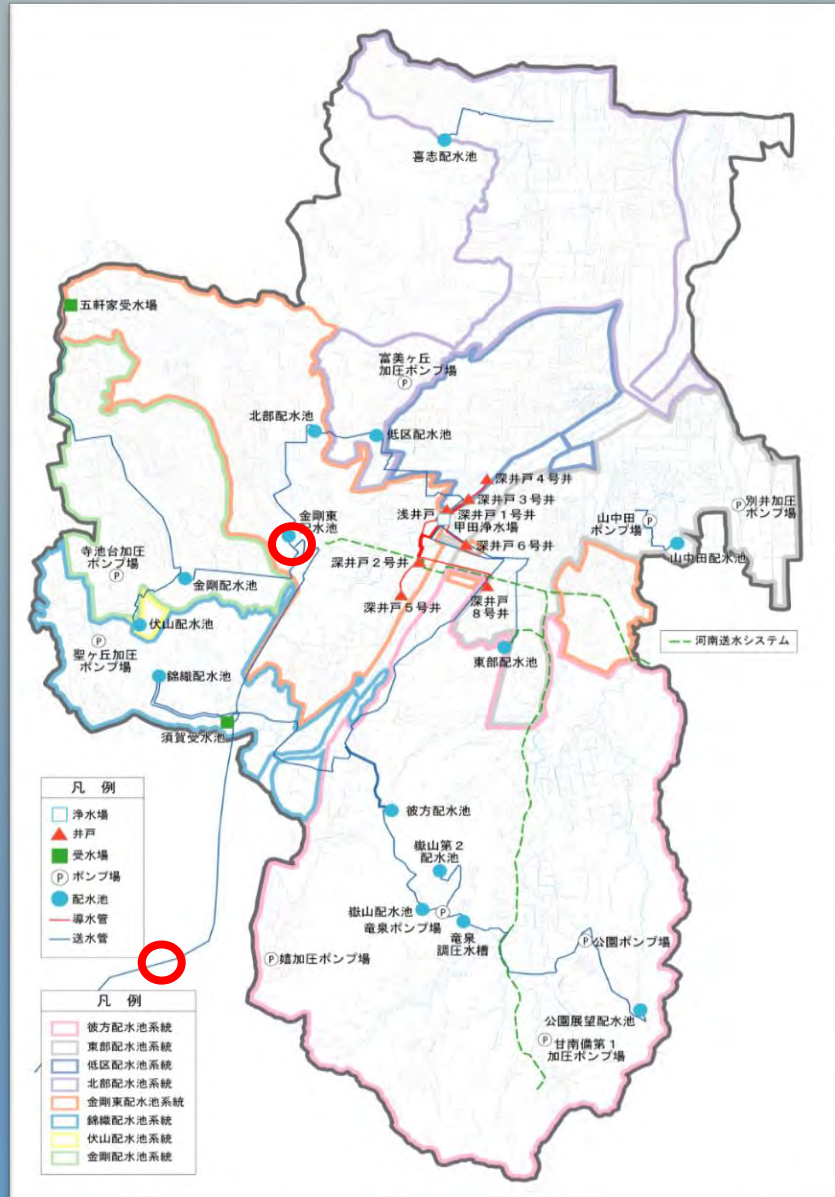 喜志配水池
五軒家受水場
富美ヶ丘
加圧ポンプ場
P
北部配水池
低区配水池
深井戸4号井
深井戸3号井
浅井戸
深井戸1号井
甲田浄水場
別井加圧
ポンプ場
P
山中田
ポンプ場
P
金剛東
配水池
深井戸6号井
山中田配水池
寺池台加圧
ポンプ場
P
深井戸2号井
金剛配水池
深井戸5号井
深井戸
8号井
伏山配水池
聖ヶ丘加圧
ポンプ場
P
河南送水システム
東部配水池
錦織配水池
須賀受水池
凡例
浄水場
井戸
受水場
P ポンプ場
配水池
導水管
送水管
彼方配水池
嶽山第2
配水池
嶽山配水池
P
竜泉ポンプ場
竜泉
調圧水槽
P 公園ポンプ場
P 嬉加圧ポンプ場
公園展望配水池
P 甘南備第1
加圧ポンプ場
凡例
彼方配水池系統
東部配水池系統
低区配水池系統
北部配水池系統
金剛東配水池系統
錦織配水池系統
伏山配水池系統
金剛配水池系統